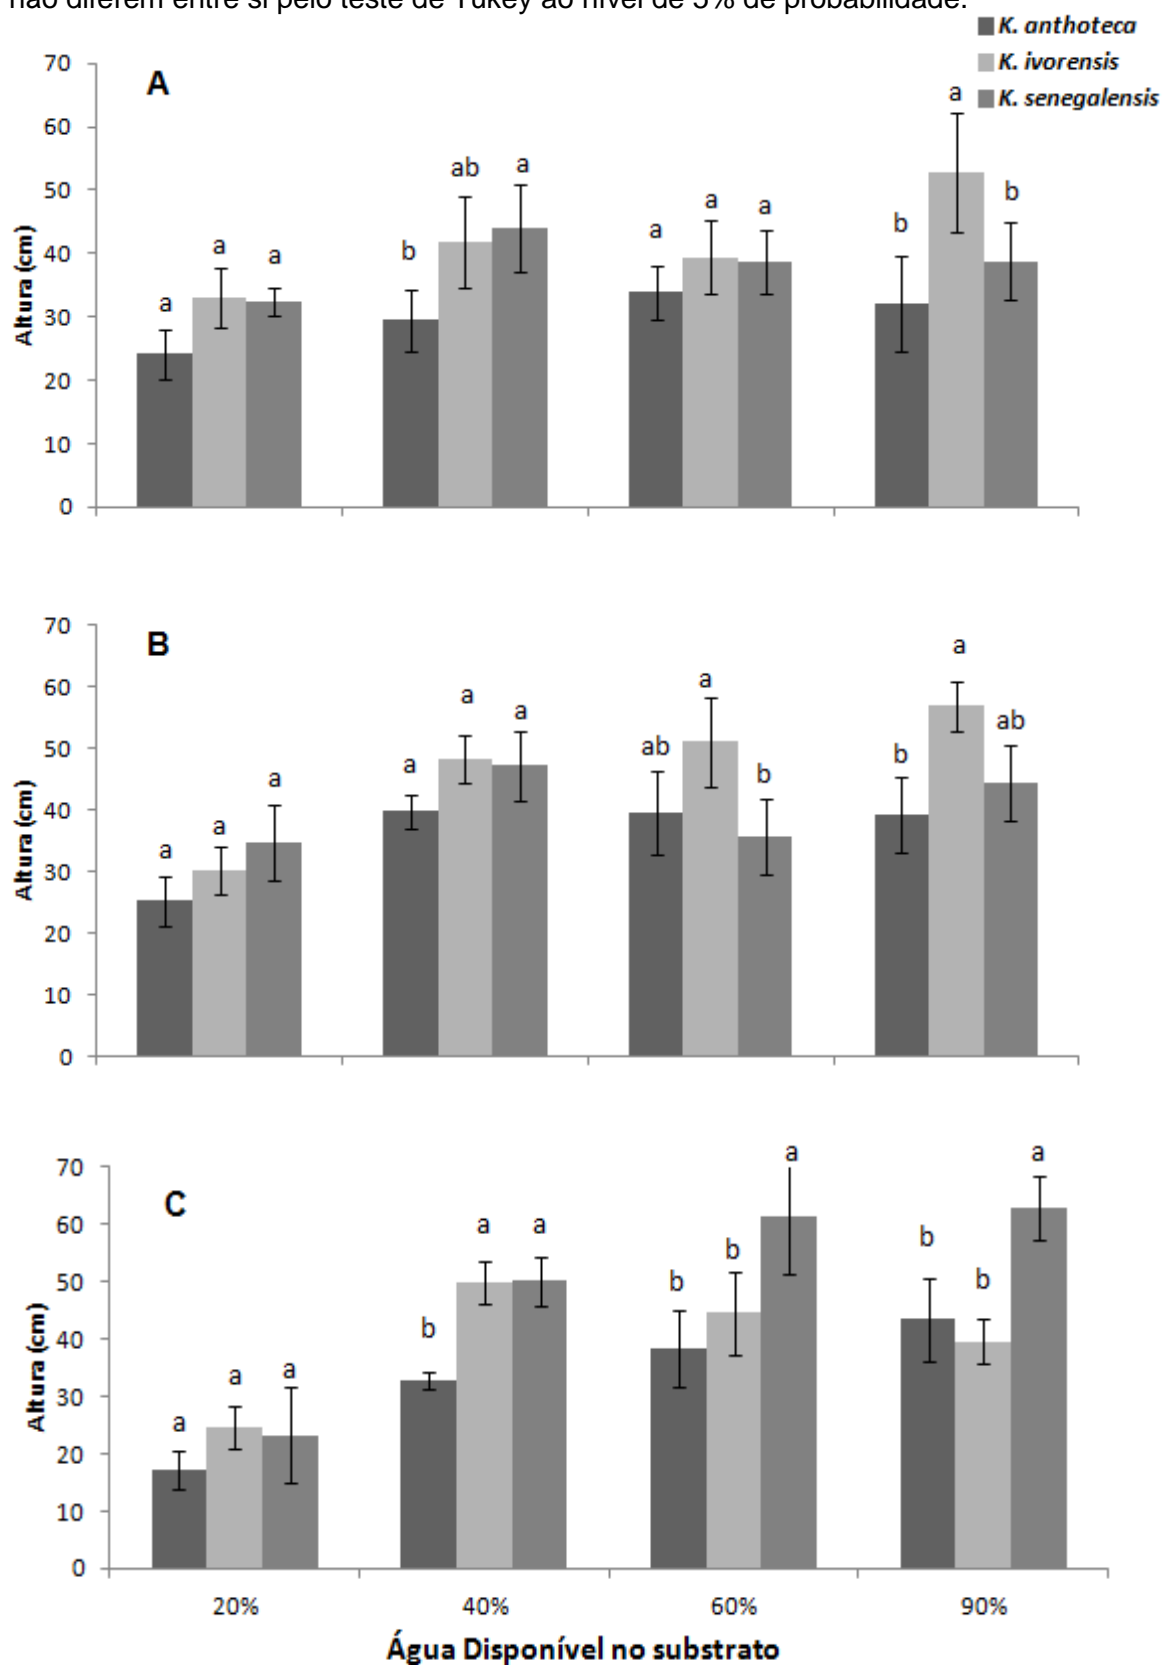 não diferem entre si pelo teste de Tukey ao nível de 5% de probabilidade.
K. anthoteca
K. ivorensis
K. senegalensis
A
Altura (cm)
70
60
50
40
30
20
10
0
a
a
a
b
ab
a
a
a
a
b
a
b
B
Altura (cm)
70
60
50
40
30
20
10
0
a
a
a
a
a
a
ab
a
b
b
a
ab
C
Altura (cm)
70
60
50
40
30
20
10
0
a
a
a
b
a
a
b
b
a
b
b
a
20%
40%
60%
90%
Água Disponível no substrato